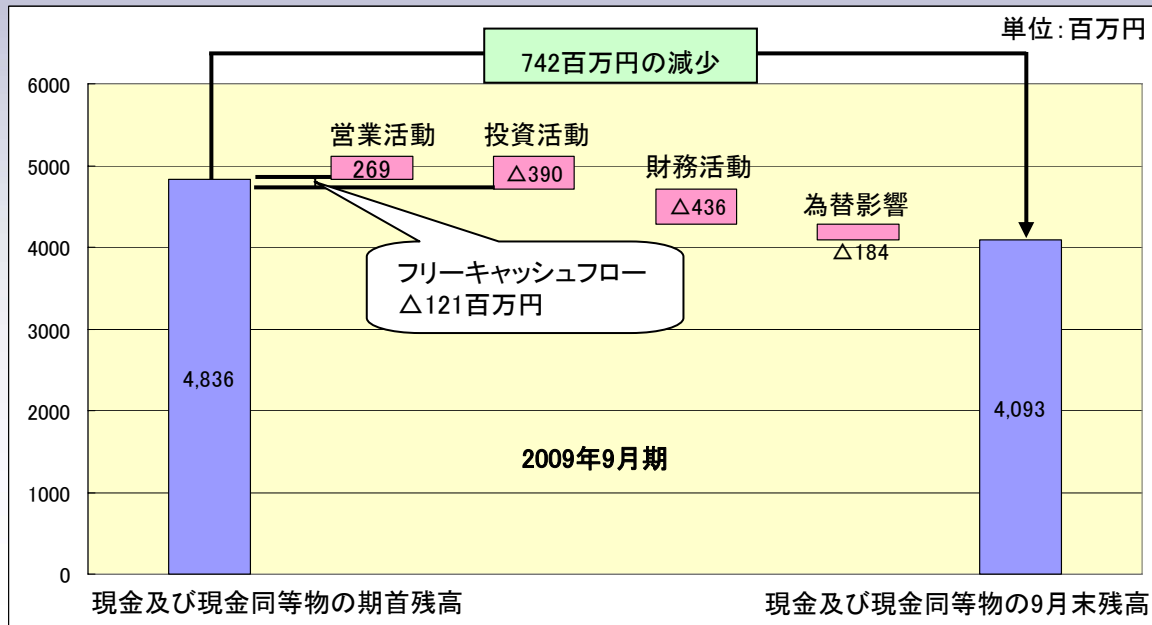 単位：百万円
742百万円の減少
6000
5000
4000
3000
2000
1000
0
営業活動
269
投資活動
△390
財務活動
△436
為替影響
△184
フリーキャッシュフロー
△121百万円
4,836
4,093
2009年9月期
現金及び現金同等物の期首残高
現金及び現金同等物の9月末残高